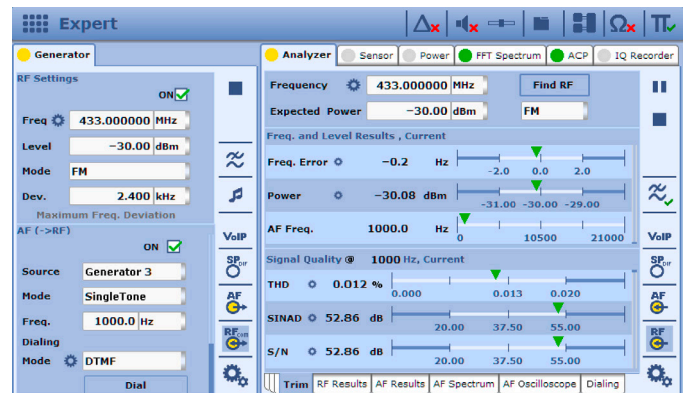 Expert
Generator
Analyzer Sensor Power FFT Spectrum ACP IQ Recorder
RF Settings
ON
Freq 433.000000 MHz
Level -30.00 dBm
Mode FM
Dev. 2.400 kHz
Maximum Freq. Deviation
AF (->RF)
ON
Source Generator 3
Mode SingleTone
Freq. 1000.0 Hz
Dialing
Mode DTMF
Dial
VoIP
SP DIF
AF
RF com
Frequency 433.000000 MHz Find RF
Expected Power -30.00 dBm FM
Freq. and Level Results , Current
Freq. Error -0.2 Hz
-2.0 0.0 2.0
Power -30.08 dBm
-31.00 -30.00 -29.00
AF Freq. 1000.0 Hz
0 10500 21000
Signal Quality @ 1000 Hz, Current
THD 0.012 %
0.000 0.013 0.020
SINAD 52.86 dB
20.00 37.50 55.00
S/N 52.86 dB
20.00 37.50 55.00
Trim RF Results AF Results AF Spectrum AF Oscilloscope Dialing
VoIP
SP DIF
AF
RF